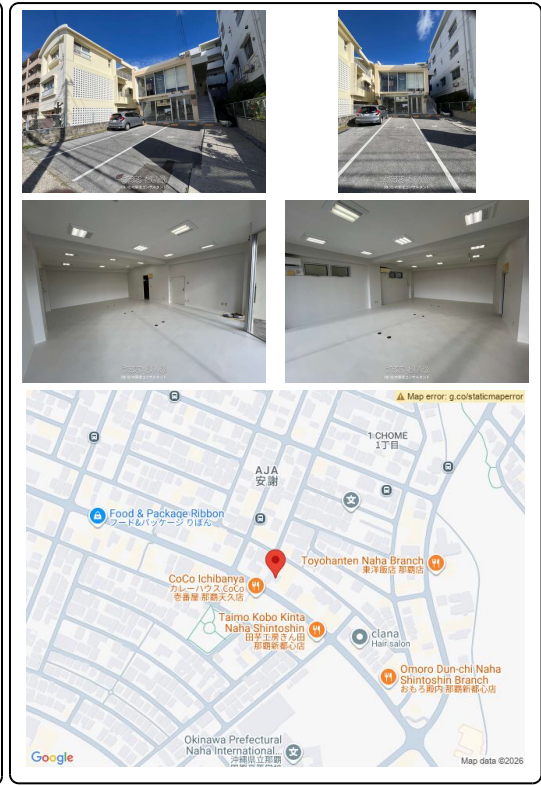 Map error: g.co/staticmaperror
1 CHOME
1丁目
AJA
安謝
Food & Package Ribbon
フード&パッケージ りぼん
Toyohanten Naha Branch
東洋飯店 那覇店
CoCo Ichibanya
カレーハウス CoCo
壱番屋 那覇天久店
Taimo Kobo Kinta
Naha Shintoshin
田芋工房きん田
那覇新都心店
clana
Hair salon
Omoro Dun-chi Naha
Shintoshin Branch
おもろ殿内 那覇新都心店
Okinawa Prefectural
Naha International...
沖縄県立那覇
Google
Map data ©2026